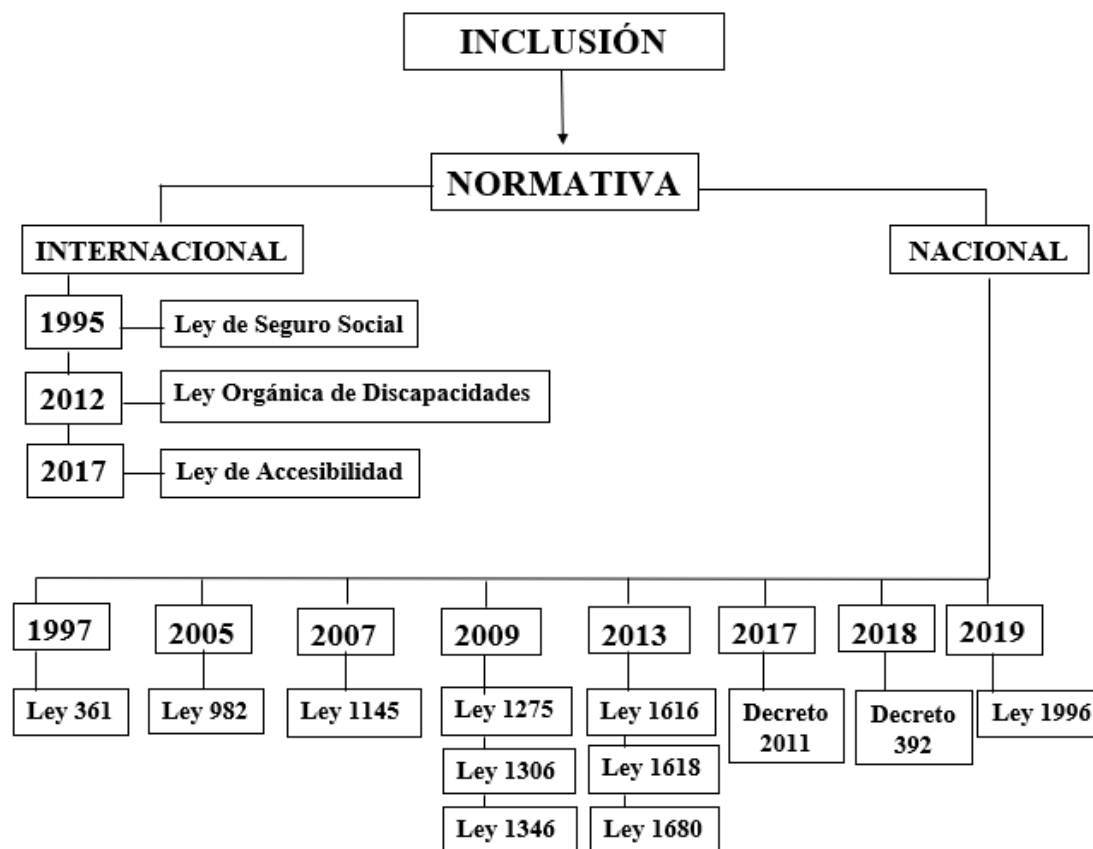 INCLUSIÓN
NORMATIVA
INTERNACIONAL
NACIONAL
1995
Ley de Seguro Social
2012
Ley Orgánica de Discapacidades
2017
Ley de Accesibilidad
1997
2005
2007
2009
2013
2017
2018
2019
Ley 361
Ley 982
Ley 1145
Ley 1275
Ley 1616
Decreto
2011
Decreto
392
Ley 1996
Ley 1306
Ley 1618
Ley 1346
Ley 1680